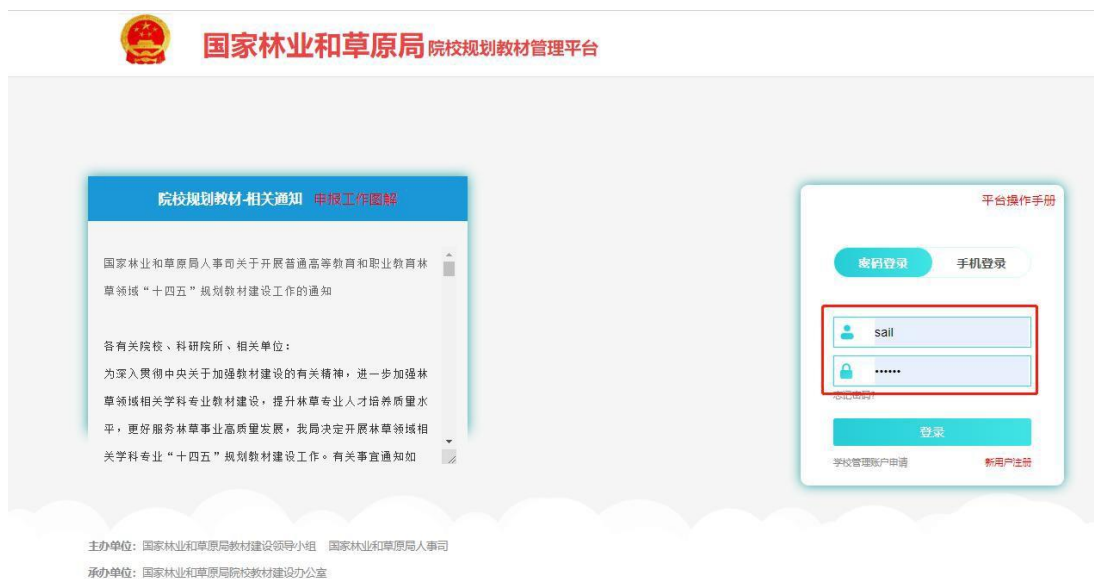 国家林业和草原局院校规划教材管理平台
院校规划教材-相关通知 申报工作图解
国家林业和草原局人事司关于开展普通高等教育和职业教育林
草领域“十四五”规划教材建设工作的通知
各有关院校、科研院所、相关单位：
为深入贯彻中央关于加强教材建设的有关精神，进一步加强林
草领域相关学科专业教材建设，提升林草专业人才培养质量水
平，更好服务林草事业高质量发展，我局决定开展林草领域相
关学科专业“十四五”规划教材建设工作。有关事宜通知如
平台操作手册
密码登录 手机登录
sail
••••••
忘记密码？
登录
学校管理账户申请 新用户注册
主办单位：国家林业和草原局教材建设领导小组 国家林业和草原局人事司
承办单位：国家林业和草原局院校教材建设办公室